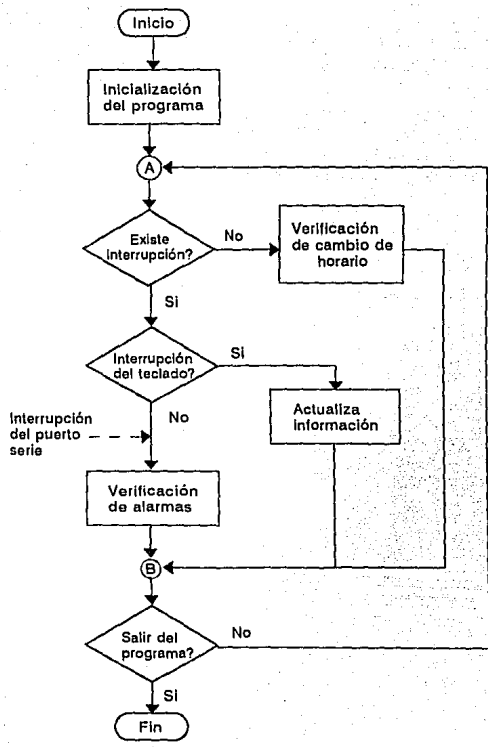 Inicio
Inicialización
del programa
A
Existe
interrupción?
No
Verificación
de cambio de
horario
Si
Interrupción
del teclado?
Si
No
Actualiza
información
Interrupción
del puerto
serie
Verificación
de alarmas
B
Salir del
programa?
No
Si
Fin